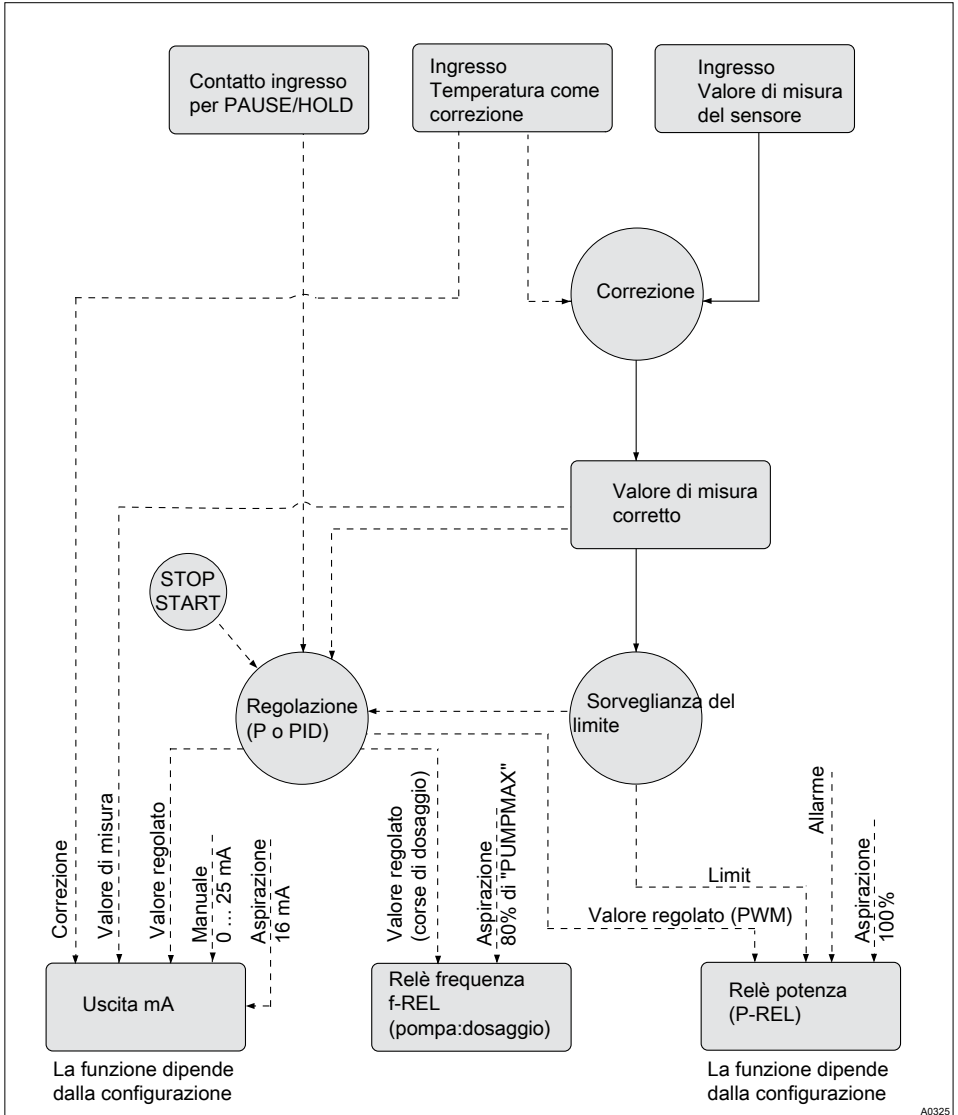 Contatto ingresso
per PAUSE/HOLD
Ingresso
Temperatura come
correzione
Ingresso
Valore di misura
del sensore
Correzione
Valore di misura
corretto
STOP
START
Regolazione
(P o PID)
Sorveglianza del
limite
Correzione
Valore di misura
Valore regolato
Manuale
0 ... 25 mA
Aspirazione
16 mA
Valore regolato
(corse di dosaggio)
Aspirazione
80% di "PUMPMAX"
Limit
Valore regolato (PWM)
Allarme
Aspirazione
100%
Uscita mA
Relè frequenza
f-REL
(pompa:dosaggio)
Relè potenza
(P-REL)
La funzione dipende
dalla configurazione
La funzione dipende
dalla configurazione
A0325